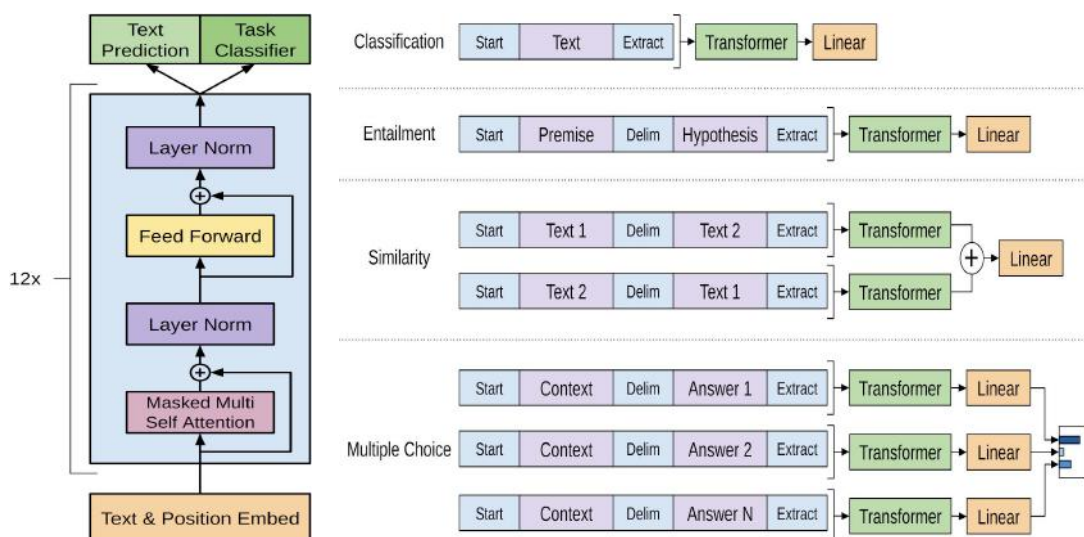 Text
Prediction
Task
Classifier
12x
Layer Norm
+
Feed Forward
Layer Norm
+
Masked Multi
Self Attention
Text & Position Embed
Classification
Start Text Extract Transformer Linear
Entailment
Start Premise Delim Hypothesis Extract Transformer Linear
Similarity
Start Text 1 Delim Text 2 Extract Transformer
+ Linear
Start Text 2 Delim Text 1 Extract Transformer
Multiple Choice
Start Context Delim Answer 1 Extract Transformer Linear
Start Context Delim Answer 2 Extract Transformer Linear
Start Context Delim Answer N Extract Transformer Linear